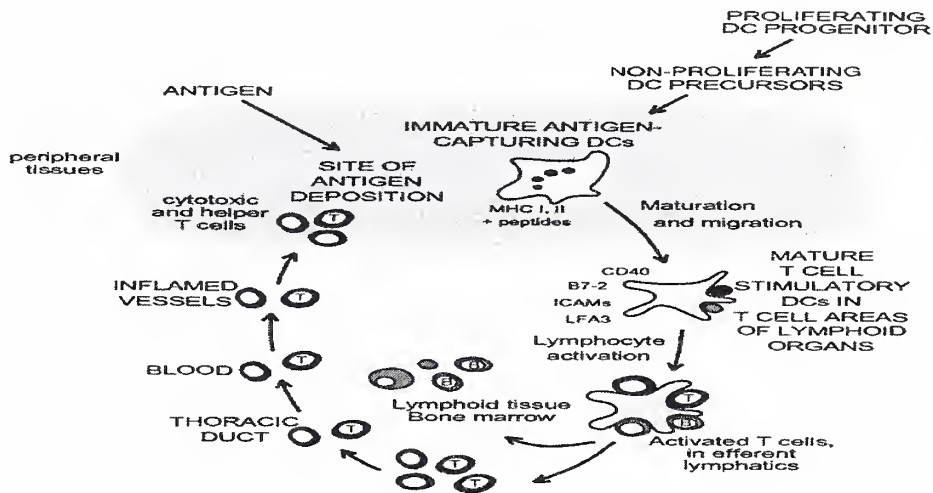 PROLIFERATING
DC PROGENITOR
NON-PROLIFERATING
DC PRECURSORS
ANTIGEN
IMMATURE ANTIGEN-
CAPTURING DCs
peripheral
tissues
SITE OF
ANTIGEN
DEPOSITION
MHC I, II
+ peptides
cytotoxic
and helper
T cells
T
Maturation
and migration
CD40
B7-2
ICAMs
LFA3
MATURE
T CELL
STIMULATORY
DCs IN
T CELL AREAS
OF LYMPHOID
ORGANS
INFLAMED
VESSELS
T
Lymphocyte
activation
BLOOD
T
B
B
Lymphoid tissue
Bone marrow
T
B
THORACIC
DUCT
T
Activated T cells,
in efferent
lymphatics
T
T